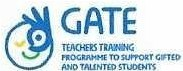 GATE
TEACHERS TRAINING
PROGRAMME TO SUPPORT GIFTED
AND TALENTED STUDENTS